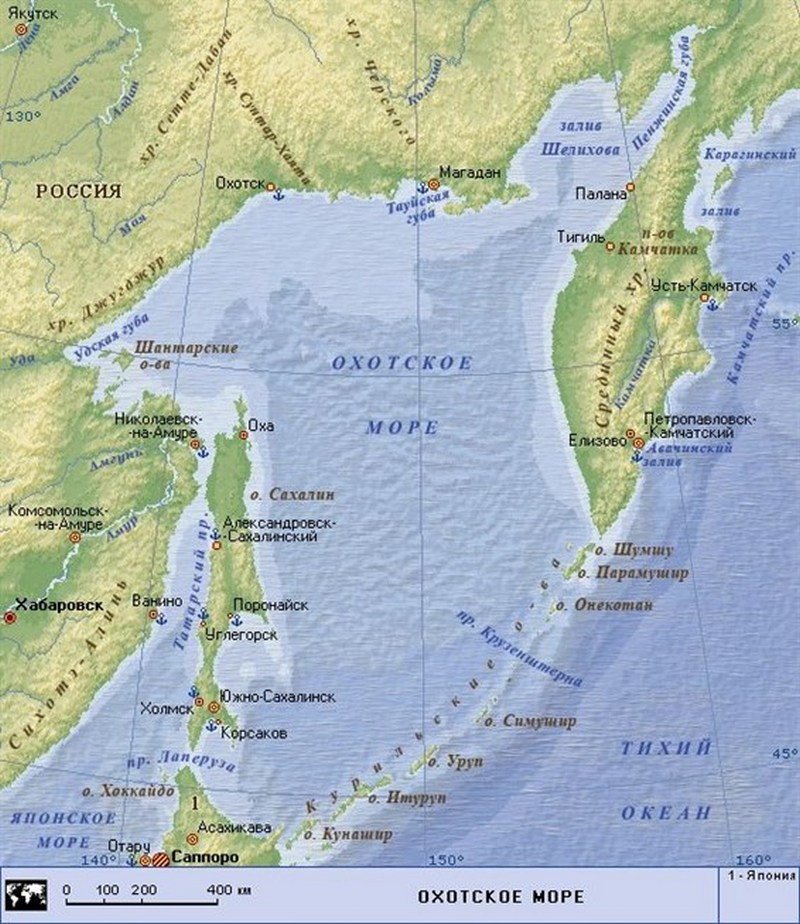 Якутск
Лена
Амга
Алдан
130°
хр. Сетте-Дабан
хр. Сунтар-Хаята
хр. Черского
Колыма
Пенжинская губа
залив
Шелихова
Карагинский
залив
РОССИЯ
Охотск
Магадан
Тауйская
губа
Палана
Мая
Тигиль
п-ов
Камчатка
Усть-Камчатск
Камчатский пр.
хр. Джугджур
Удская губа
Уда
Шантарские
о-ва
55°
ОХОТСКОЕ
МОРЕ
Срединный хр.
Камчатка
Николаевск-
-на-Амуре
Оха
Петропавловск-
-Камчатский
Елизово
Авачинский
залив
Амгунь
о. Сахалин
Комсомольск-
-на-Амуре
Амур
Александровск-
-Сахалинский
Татарский пр.
о. Шумшу
о. Парамушир
о. Онекотан
Хабаровск
Ванино
Поронайск
Углегорск
пр. Крузенштерна
Сихотэ-Алинь
Курильские о-ва
Южно-Сахалинск
Холмск
Корсаков
о. Симушир
пр. Лаперуза
о. Уруп
ТИХИЙ
ОКЕАН
45°
о. Хоккайдо
1
о. Итуруп
ЯПОНСКОЕ
МОРЕ
Асахикава
о. Кунашир
Отару
Саппоро
140°
150°
160°
0 100 200 400 км
ОХОТСКОЕ МОРЕ
1 - Япония